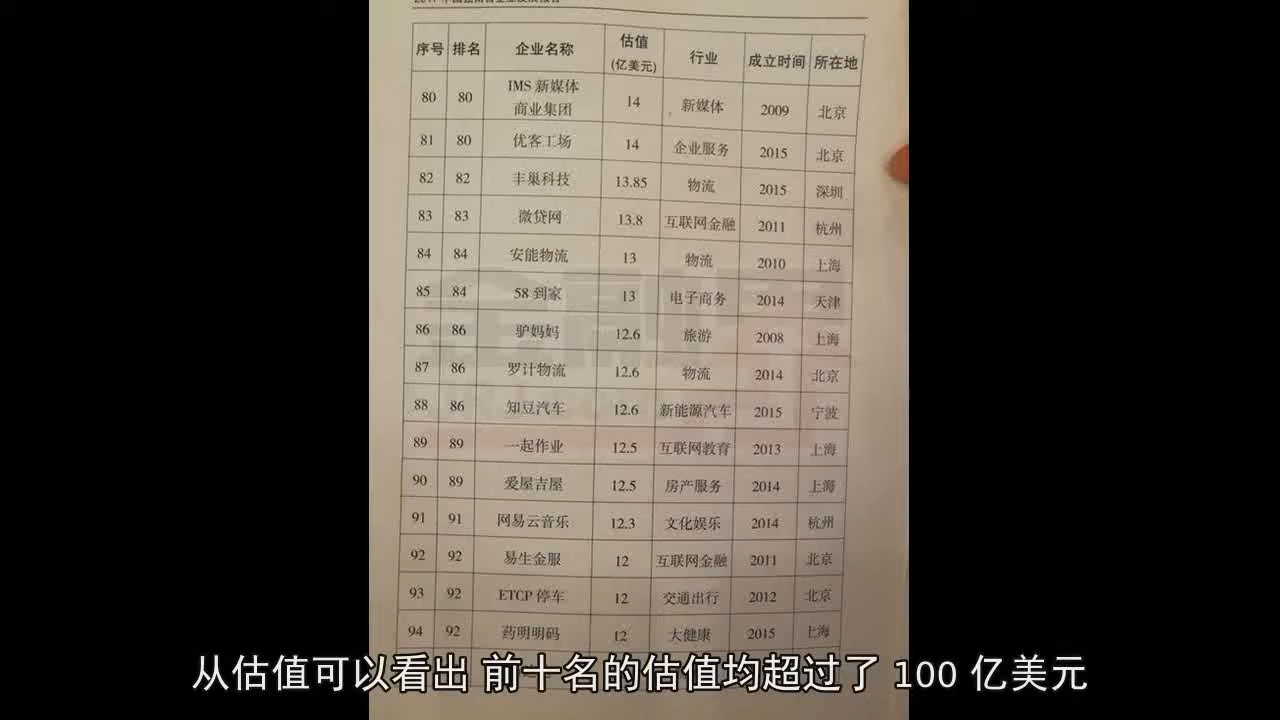 2017 中国独角兽企业发展报告
序号 排名 企业名称 估值 (亿美元) 行业 成立时间 所在地
80 80 IMS 新媒体 商业集团 14 新媒体 2009 北京
81 80 优客工场 14 企业服务 2015 北京
82 82 丰巢科技 13.85 物流 2015 深圳
83 83 微贷网 13.8 互联网金融 2011 杭州
84 84 安能物流 13 物流 2010 上海
85 84 58 到家 13 电子商务 2014 天津
86 86 驴妈妈 12.6 旅游 2008 上海
87 86 罗计物流 12.6 物流 2014 北京
88 86 知豆汽车 12.6 新能源汽车 2015 宁波
89 89 一起作业 12.5 互联网教育 2013 上海
90 89 爱屋吉屋 12.5 房产服务 2014 上海
91 91 网易云音乐 12.3 文化娱乐 2014 杭州
92 92 易生金服 12 互联网金融 2011 北京
93 92 ETCP 停车 12 交通出行 2012 北京
94 92 药明明码 12 大健康 2015 上海
从估值可以看出 前十名的估值均超过了 100 亿美元